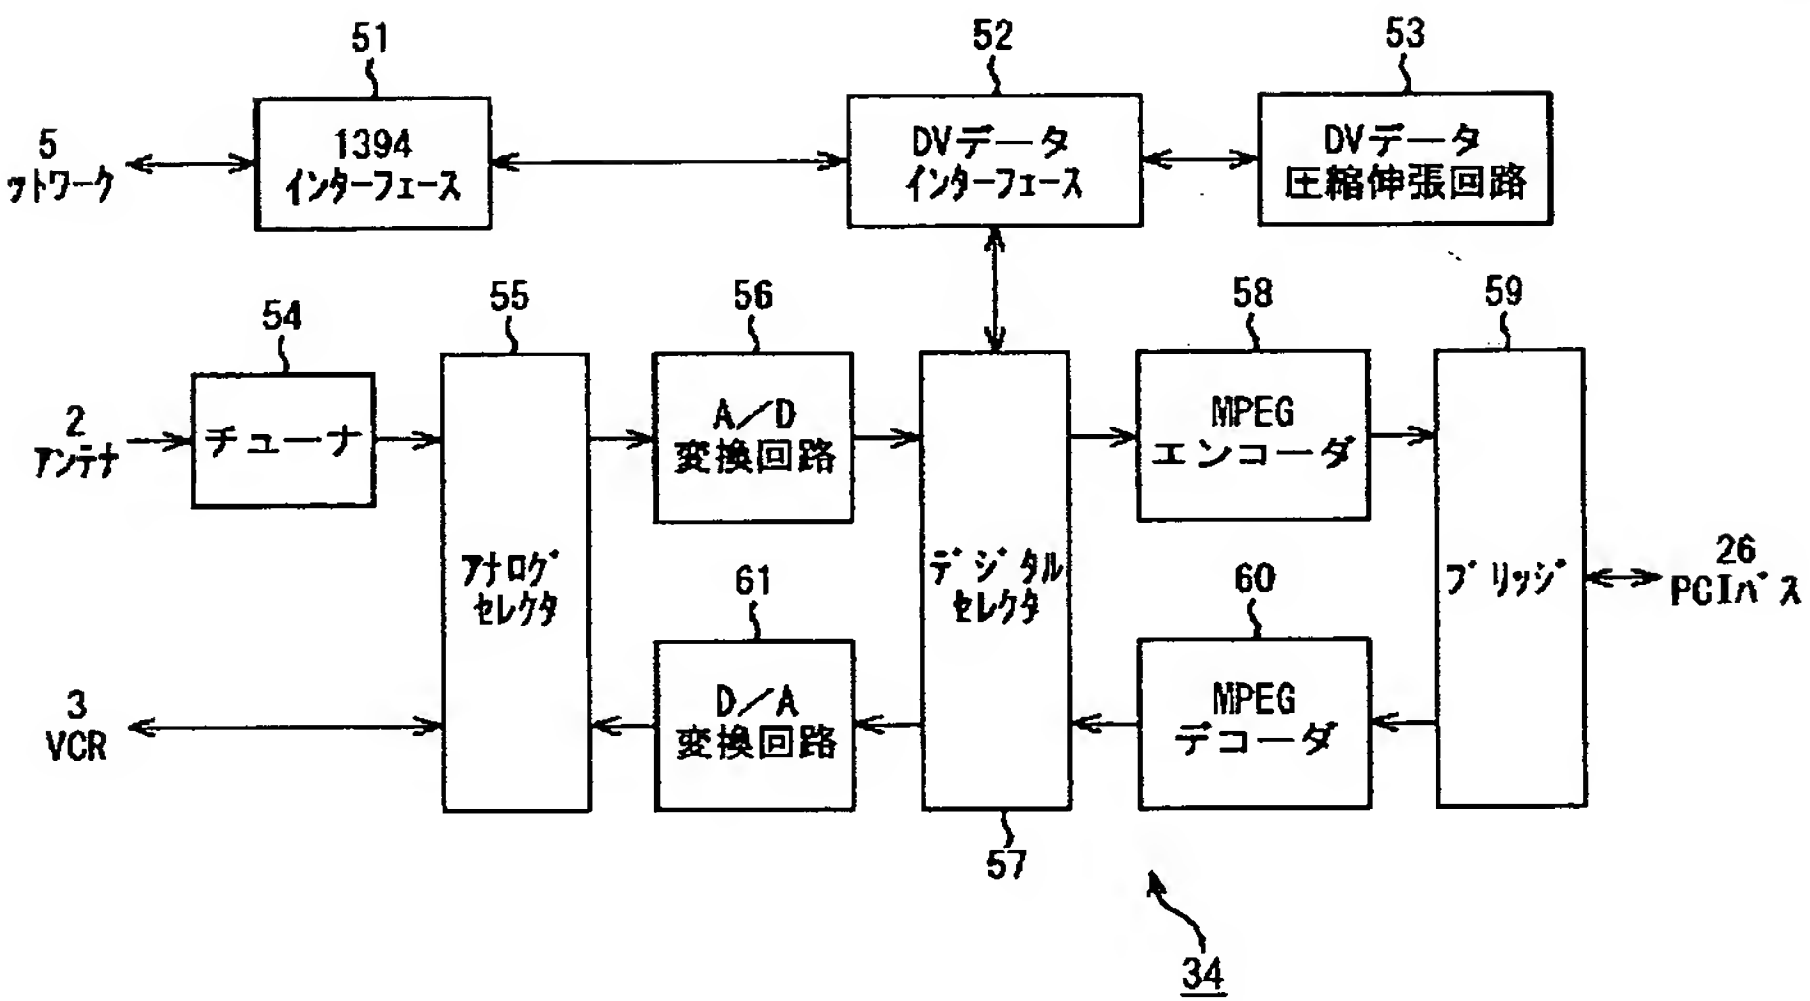 51
52
53
5
ットワーク
1394
インターフェース
DVデータ
インターフェース
DVデータ
圧縮伸張回路
54
55
56
58
59
2
アンテナ
チューナ
A／D
変換回路
MPEG
エンコーダ
アナログ
セレクタ
デジタル
セレクタ
ブリッジ
26
PCIバス
61
60
3
VCR
D／A
変換回路
MPEG
デコーダ
57
34